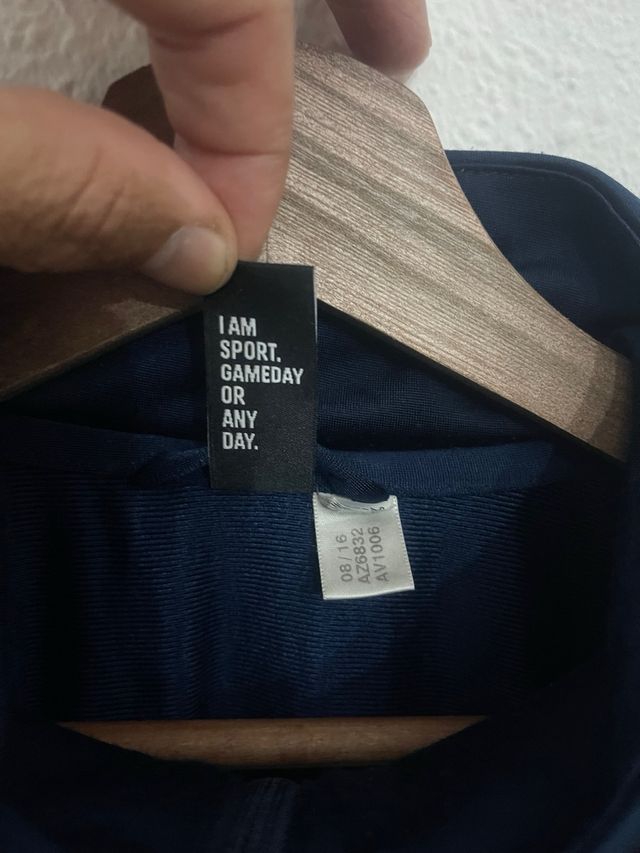 I AM
SPORT.
GAMEDAY
OR
ANY
DAY.
08/16
AZ6832
AV1006